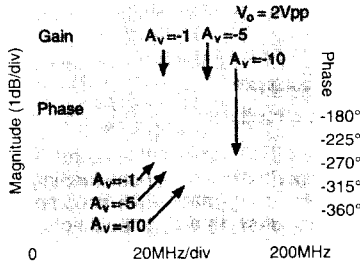 V₀ = 2Vpp
Gain
Aᵥ=-1
Aᵥ=-5
Aᵥ=-10
Magnitude (1dB/div)
Phase
Phase
-180°
-225°
-270°
-315°
-360°
Aᵥ=-1
Aᵥ=-5
Aᵥ=-10
0
20MHz/div
200MHz